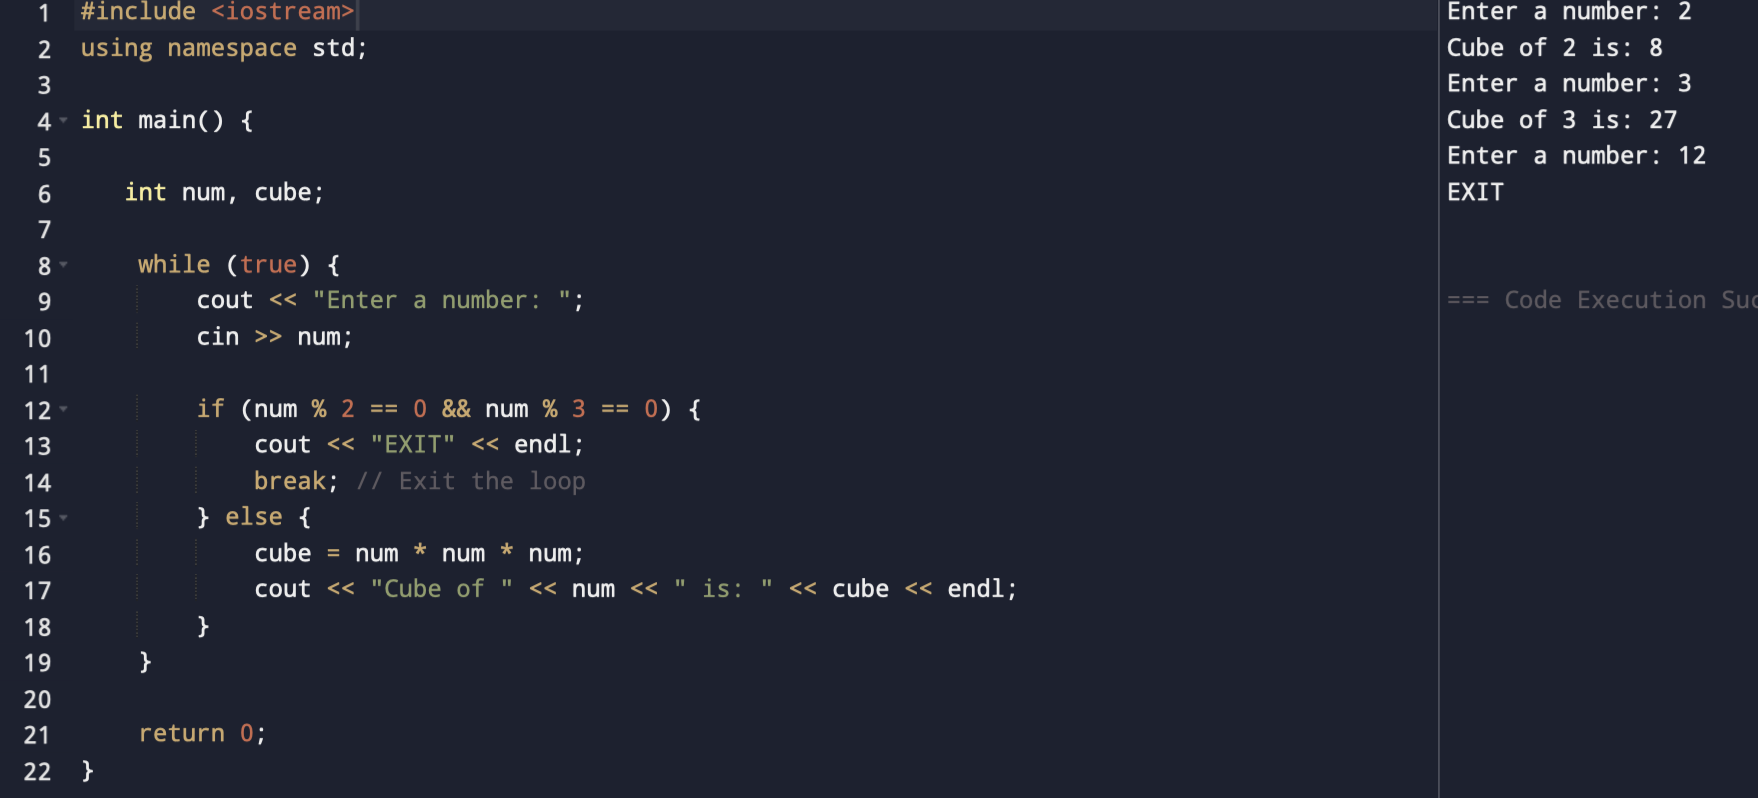 1 #include <iostream>
2 using namespace std;
3
4 int main() {
5
6    int num, cube;
7
8     while (true) {
9         cout << "Enter a number: ";
10         cin >> num;
11
12         if (num % 2 == 0 && num % 3 == 0) {
13             cout << "EXIT" << endl;
14             break; // Exit the loop
15         } else {
16             cube = num * num * num;
17             cout << "Cube of " << num << " is: " << cube << endl;
18         }
19     }
20
21     return 0;
22 }
Enter a number: 2
Cube of 2 is: 8
Enter a number: 3
Cube of 3 is: 27
Enter a number: 12
EXIT
=== Code Execution Suc